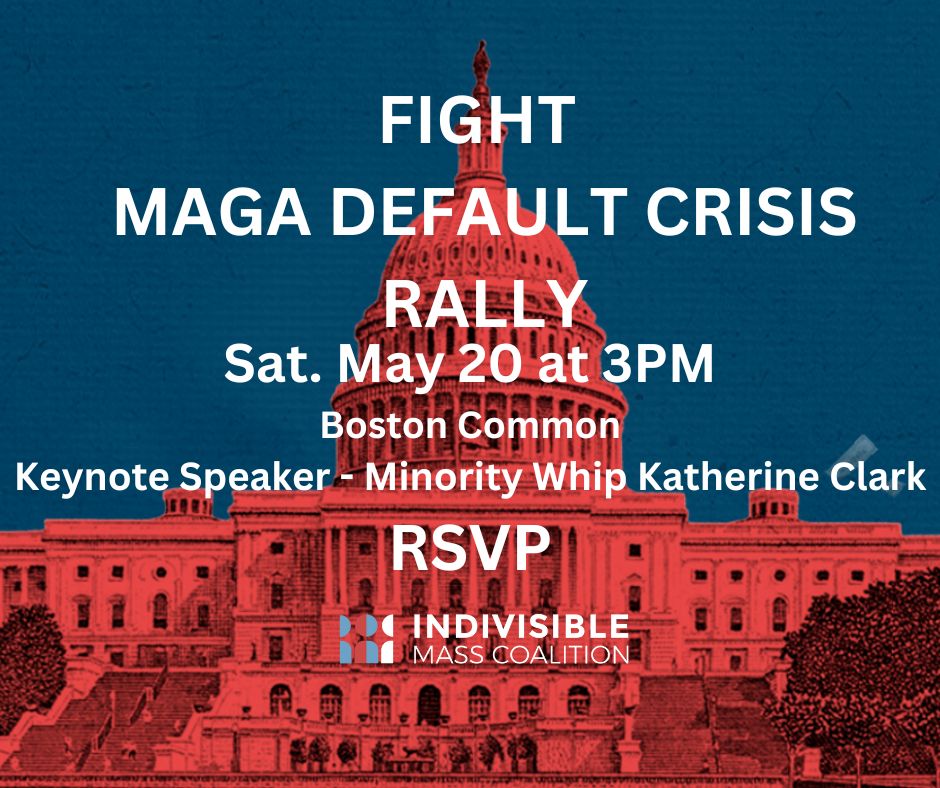 FIGHT
MAGA DEFAULT CRISIS
RALLY
Sat. May 20 at 3PM
Boston Common
Keynote Speaker - Minority Whip Katherine Clark
RSVP
INDIVISIBLE
MASS COALITION